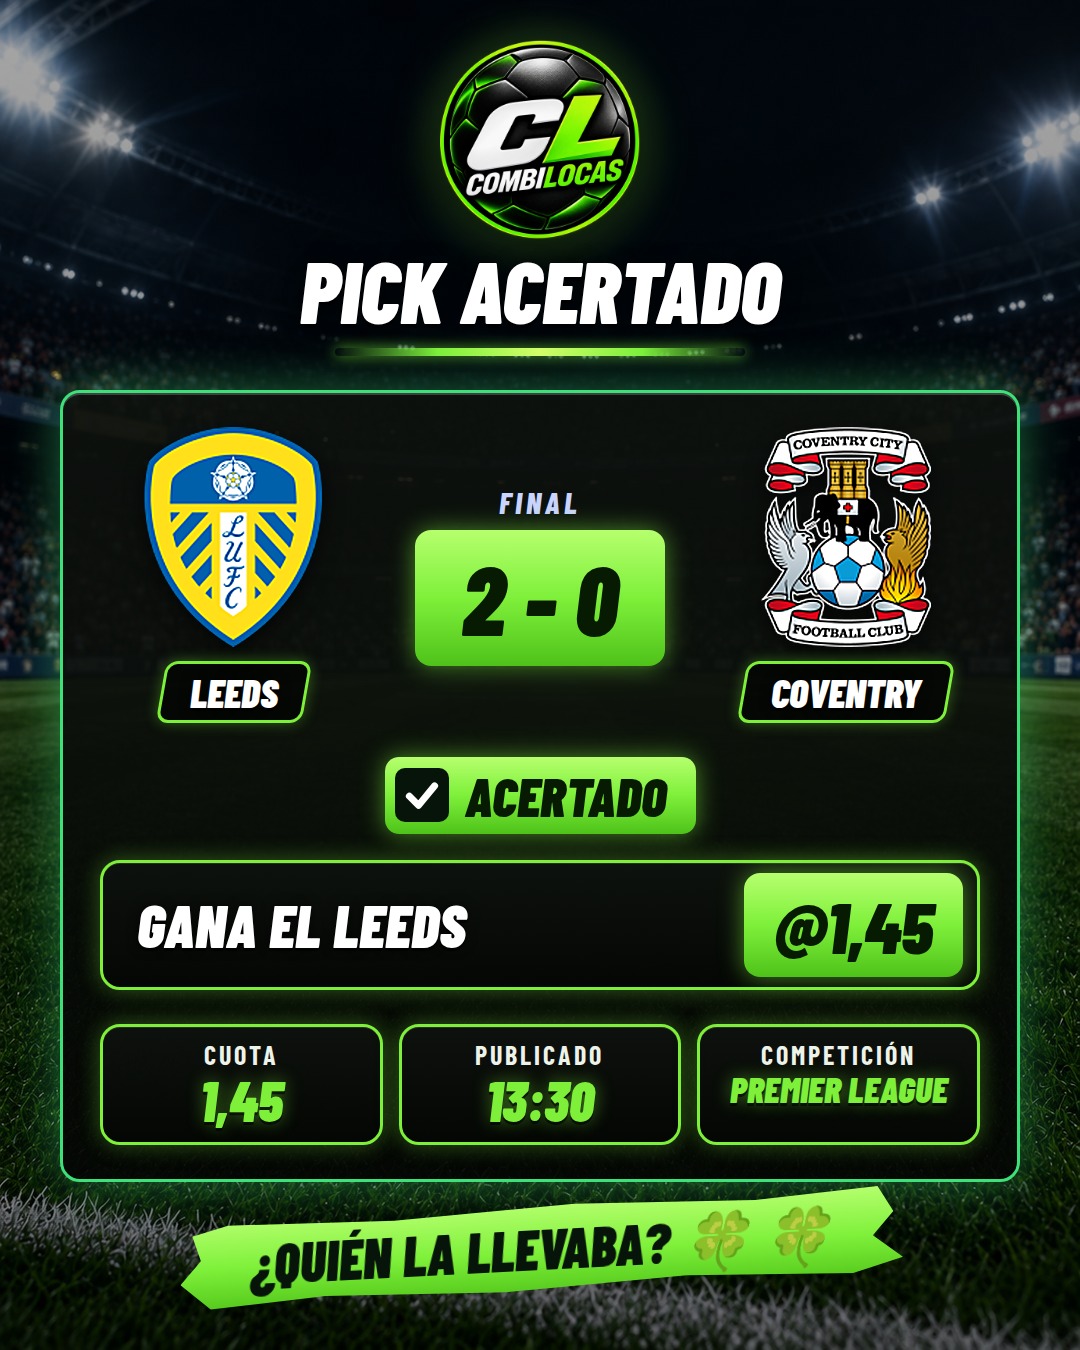 CL
COMBILOCAS
PICK ACERTADO
LUFC
COVENTRY CITY
FOOTBALL CLUB
FINAL
2 - 0
LEEDS
COVENTRY
ACERTADO
GANA EL LEEDS
@1,45
CUOTA
1,45
PUBLICADO
13:30
COMPETICIÓN
PREMIER LEAGUE
¿QUIÉN LA LLEVABA? 🍀 🍀